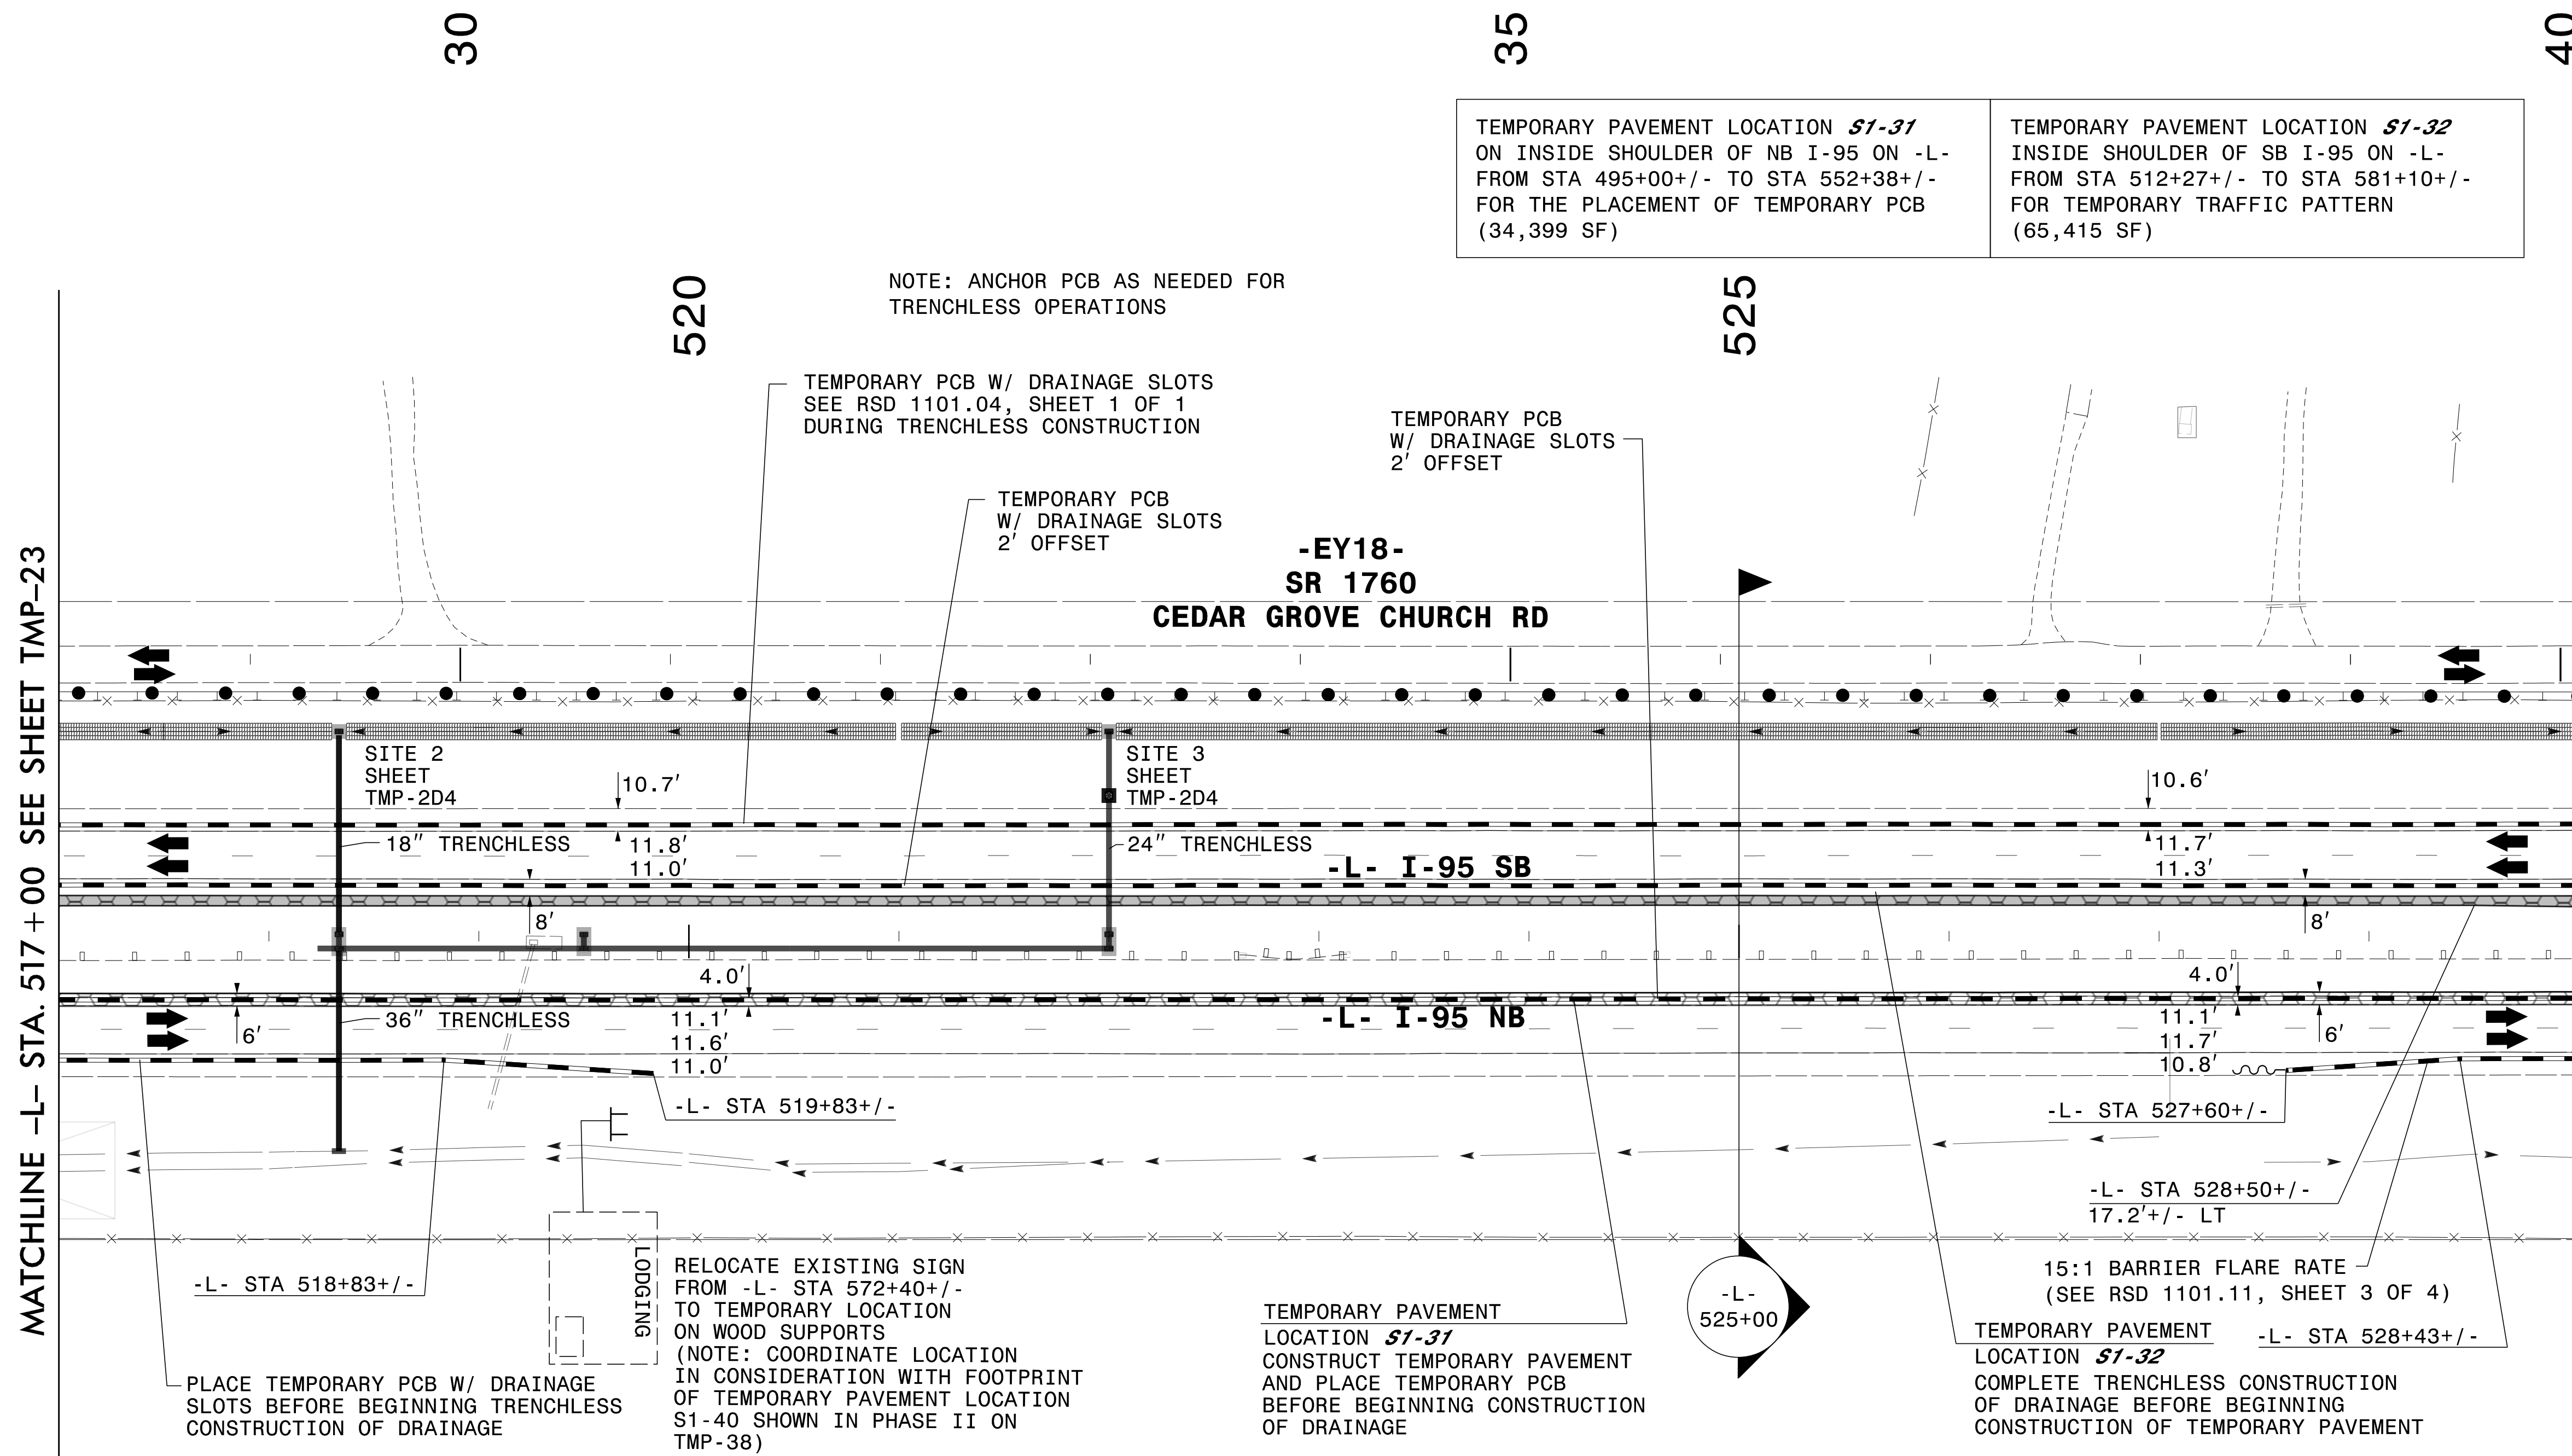 30
35
40
TEMPORARY PAVEMENT LOCATION S1-31
ON INSIDE SHOULDER OF NB I-95 ON -L-
FROM STA 495+00+/- TO STA 552+38+/-
FOR THE PLACEMENT OF TEMPORARY PCB
(34,399 SF)
TEMPORARY PAVEMENT LOCATION S1-32
INSIDE SHOULDER OF SB I-95 ON -L-
FROM STA 512+27+/- TO STA 581+10+/-
FOR TEMPORARY TRAFFIC PATTERN
(65,415 SF)
NOTE: ANCHOR PCB AS NEEDED FOR
TRENCHLESS OPERATIONS
520
525
TEMPORARY PCB W/ DRAINAGE SLOTS
SEE RSD 1101.04, SHEET 1 OF 1
DURING TRENCHLESS CONSTRUCTION
TEMPORARY PCB
W/ DRAINAGE SLOTS
2' OFFSET
TEMPORARY PCB
W/ DRAINAGE SLOTS
2' OFFSET
-EY18-
SR 1760
CEDAR GROVE CHURCH RD
MATCHLINE -L- STA. 517+00 SEE SHEET TMP-23
SITE 2
SHEET
TMP-2D4
10.7'
SITE 3
SHEET
TMP-2D4
10.6'
18" TRENCHLESS
11.8'
11.0'
24" TRENCHLESS
-L- I-95 SB
11.7'
11.3'
8'
8'
4.0'
4.0'
36" TRENCHLESS
6'
11.1'
11.6'
11.0'
-L- I-95 NB
11.1'
11.7'
10.8'
6'
-L- STA 519+83+/-
-L- STA 527+60+/-
-L- STA 528+50+/-
17.2'+/- LT
-L- STA 518+83+/-
LODGING
RELOCATE EXISTING SIGN
FROM -L- STA 572+40+/-
TO TEMPORARY LOCATION
ON WOOD SUPPORTS
(NOTE: COORDINATE LOCATION
IN CONSIDERATION WITH FOOTPRINT
OF TEMPORARY PAVEMENT LOCATION
S1-40 SHOWN IN PHASE II ON
TMP-38)
PLACE TEMPORARY PCB W/ DRAINAGE
SLOTS BEFORE BEGINNING TRENCHLESS
CONSTRUCTION OF DRAINAGE
TEMPORARY PAVEMENT
LOCATION S1-31
CONSTRUCT TEMPORARY PAVEMENT
AND PLACE TEMPORARY PCB
BEFORE BEGINNING CONSTRUCTION
OF DRAINAGE
-L-
525+00
15:1 BARRIER FLARE RATE
(SEE RSD 1101.11, SHEET 3 OF 4)
TEMPORARY PAVEMENT
LOCATION S1-32
COMPLETE TRENCHLESS CONSTRUCTION
OF DRAINAGE BEFORE BEGINNING
CONSTRUCTION OF TEMPORARY PAVEMENT
-L- STA 528+43+/-